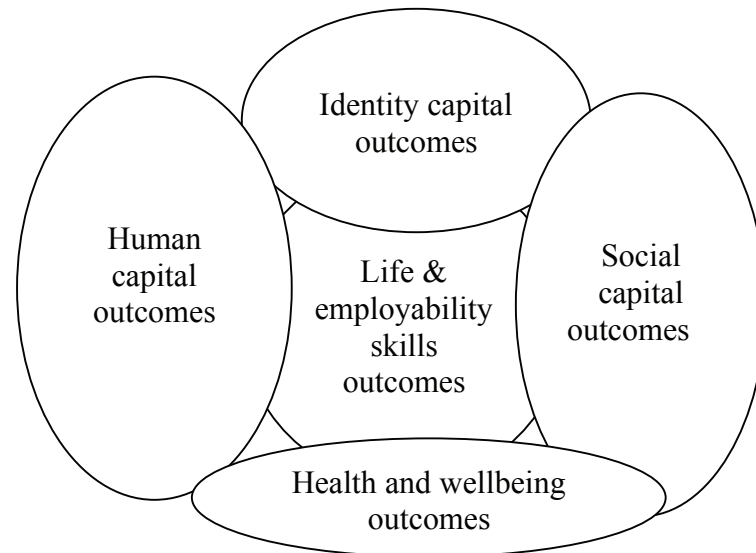 Identity capital
outcomes
Human
capital
outcomes
Life &
employability
skills
outcomes
Social
capital
outcomes
Health and wellbeing
outcomes